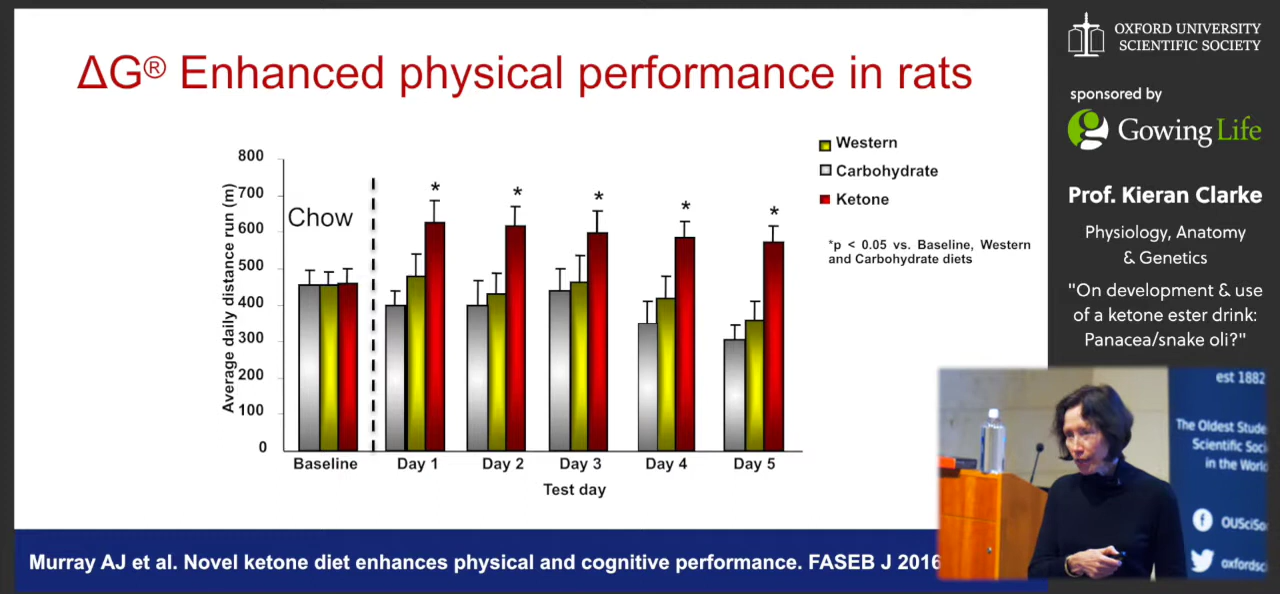 ΔG® Enhanced physical performance in rats
Western
Carbohydrate
Ketone
*p < 0.05 vs. Baseline, Western
and Carbohydrate diets
Average daily distance run (m)
800
700
600
500
400
300
200
100
0
Chow
*
*
*
*
*
Baseline
Day 1
Day 2
Day 3
Day 4
Day 5
Test day
Murray AJ et al. Novel ketone diet enhances physical and cognitive performance. FASEB J 2016
OXFORD UNIVERSITY
SCIENTIFIC SOCIETY
sponsored by
Gowing Life
Prof. Kieran Clarke
Physiology, Anatomy
& Genetics
"On development & use
of a ketone ester drink:
Panacea/snake oli?"
est 1882
The Oldest Stude
Scientific Soci
in the World
OUSciSo
oxfordsci